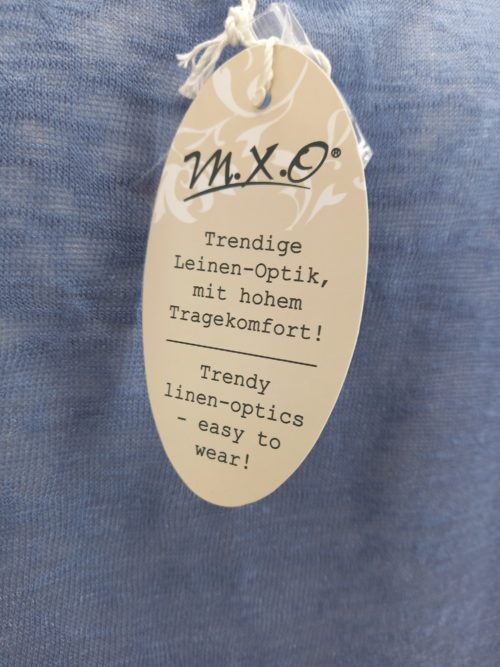 M.X.O®
Trendige
Leinen-Optik,
mit hohem
Tragekomfort!
Trendy
linen-optics
- easy to
wear!